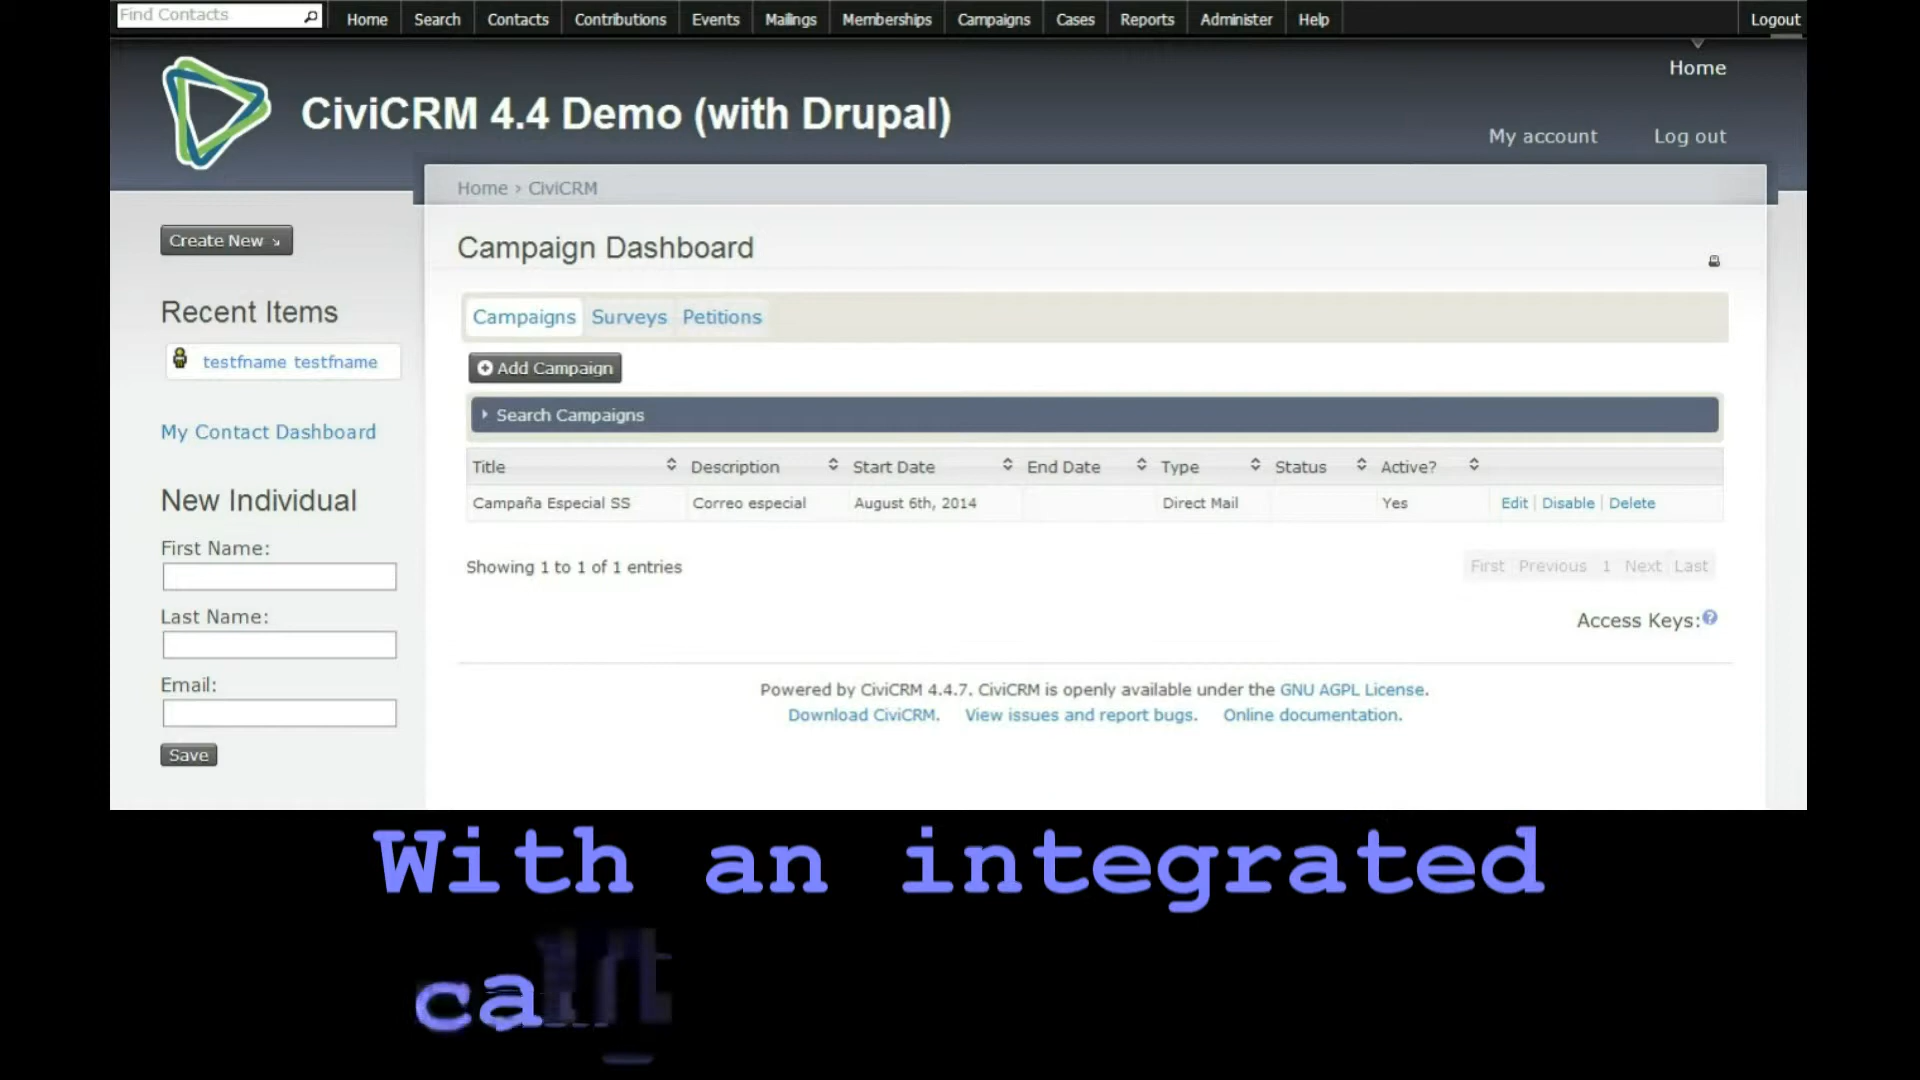 Find Contacts Home Search Contacts Contributions Events Mailings Memberships Campaigns Cases Reports Administer Help Logout
Home
CiviCRM 4.4 Demo (with Drupal)
My account Log out
Home › CiviCRM
Create New
Campaign Dashboard
Recent Items
Campaigns Surveys Petitions
testfname testfname
Add Campaign
Search Campaigns
My Contact Dashboard
Title Description Start Date End Date Type Status Active?
Campaña Especial SS Correo especial August 6th, 2014 Direct Mail Yes Edit | Disable | Delete
New Individual
First Name:
Showing 1 to 1 of 1 entries First Previous 1 Next Last
Last Name:
Access Keys:?
Email:
Powered by CiviCRM 4.4.7. CiviCRM is openly available under the GNU AGPL License.
Download CiviCRM. View issues and report bugs. Online documentation.
Save
With an integrated
ca